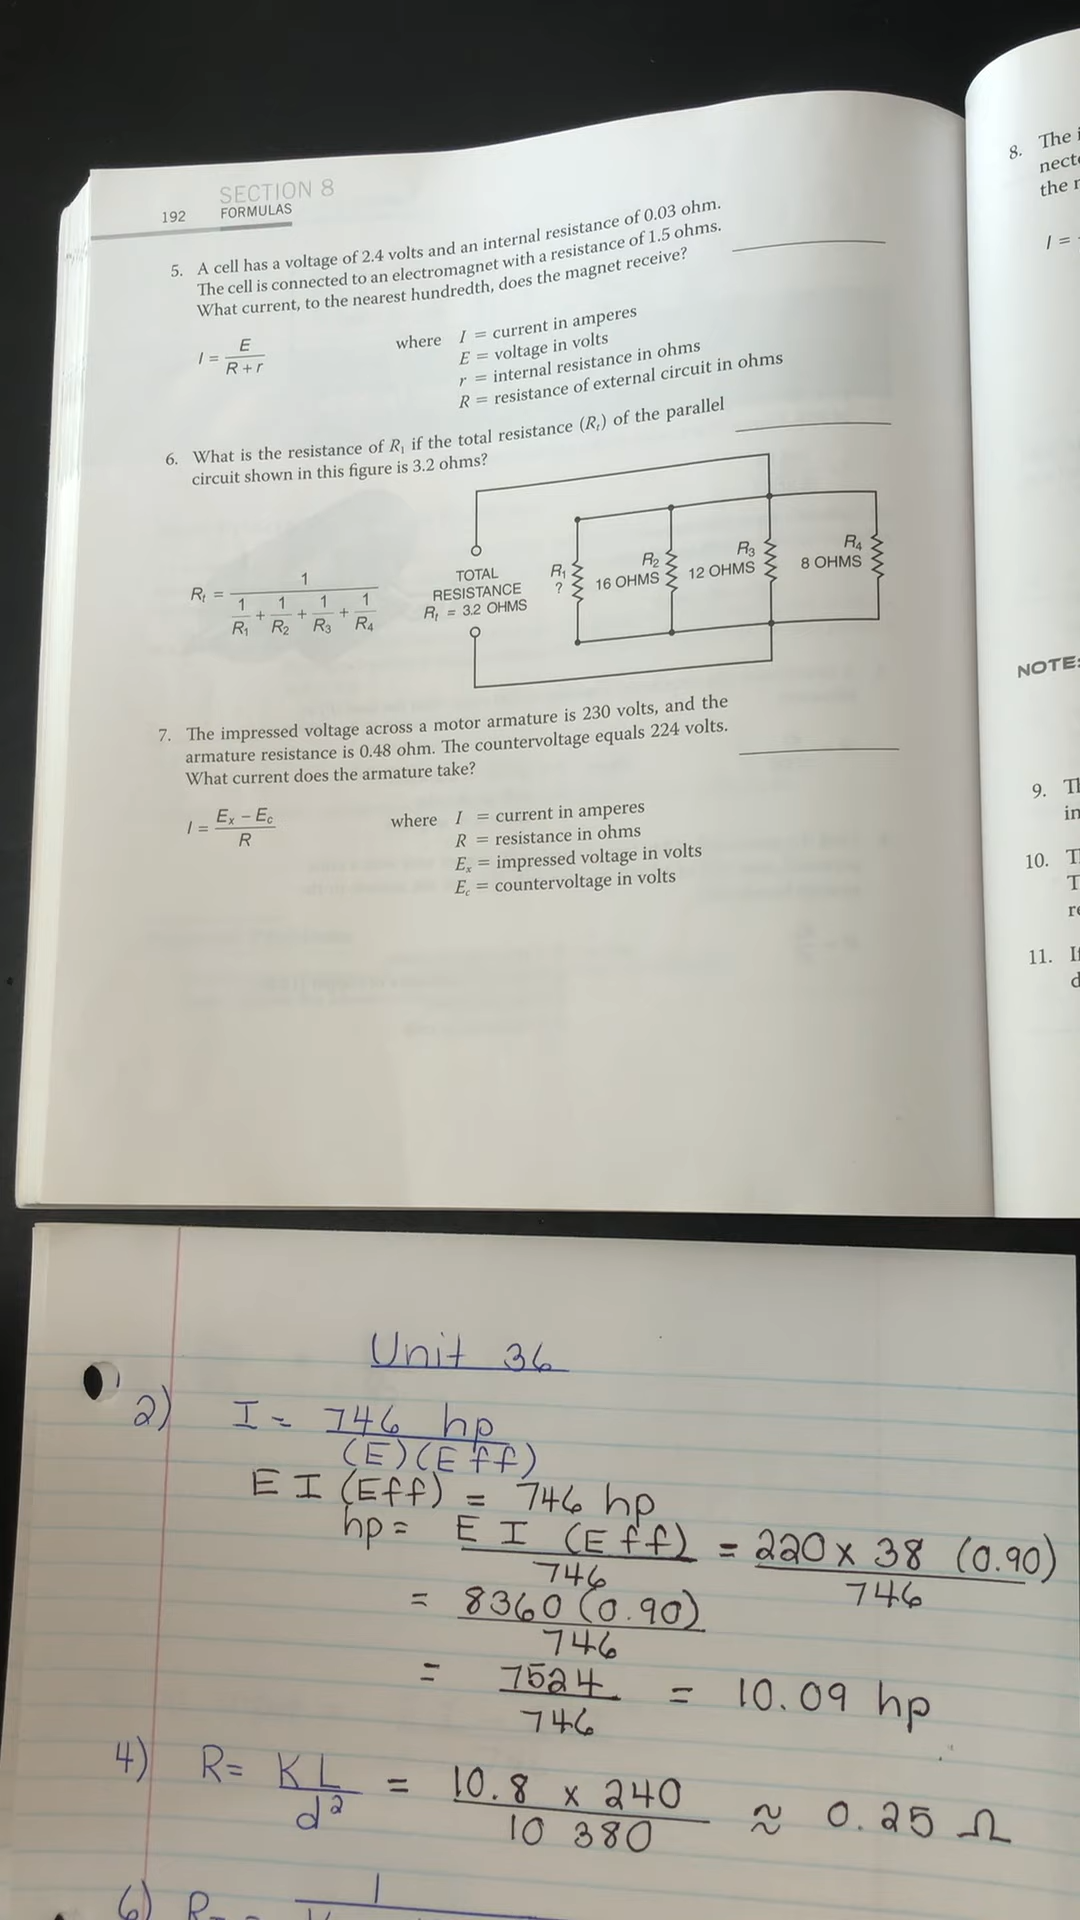 192
SECTION 8
FORMULAS
5. A cell has a voltage of 2.4 volts and an internal resistance of 0.03 ohm.
The cell is connected to an electromagnet with a resistance of 1.5 ohms.
What current, to the nearest hundredth, does the magnet receive?
I = E / R + r
where I = current in amperes
E = voltage in volts
r = internal resistance in ohms
R = resistance of external circuit in ohms
6. What is the resistance of R₁ if the total resistance (Rₜ) of the parallel
circuit shown in this figure is 3.2 ohms?
Rₜ = 1 / 1/R₁ + 1/R₂ + 1/R₃ + 1/R₄
TOTAL
RESISTANCE
Rₜ = 3.2 OHMS
R₁
?
R₂
16 OHMS
R₃
12 OHMS
R₄
8 OHMS
7. The impressed voltage across a motor armature is 230 volts, and the
armature resistance is 0.48 ohm. The countervoltage equals 224 volts.
What current does the armature take?
I = Eₓ − E꜀ / R
where I = current in amperes
R = resistance in ohms
Eₓ = impressed voltage in volts
E꜀ = countervoltage in volts
8. The
the
I =
NOTE:
9.
in
10.
11.
Unit 36
2) I = 746 hp / (E)(Eff)
E I (Eff) = 746 hp
hp = E I (Eff) / 746 = 220 x 38 (0.90) / 746
= 8360 (0.90) / 746
= 7524 / 746 = 10.09 hp
4) R = KL / d² = 10.8 x 240 / 10 380 ≈ 0.25 Ω
6)
1